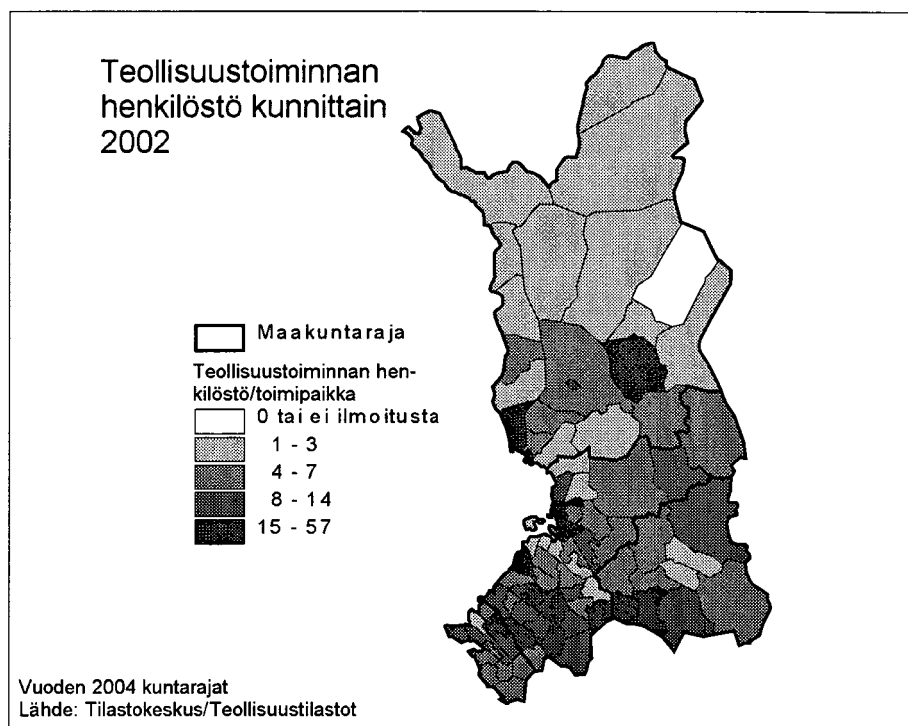 Teollisuustoiminnan
henkilöstö kunnittain
2002
Maakuntaraja
Teollisuustoiminnan hen-
kilöstö/toimipaikka
0 tai ei ilmoitusta
1 - 3
4 - 7
8 - 14
15 - 57
Vuoden 2004 kuntarajat
Lähde: Tilastokeskus/Teollisuustilastot